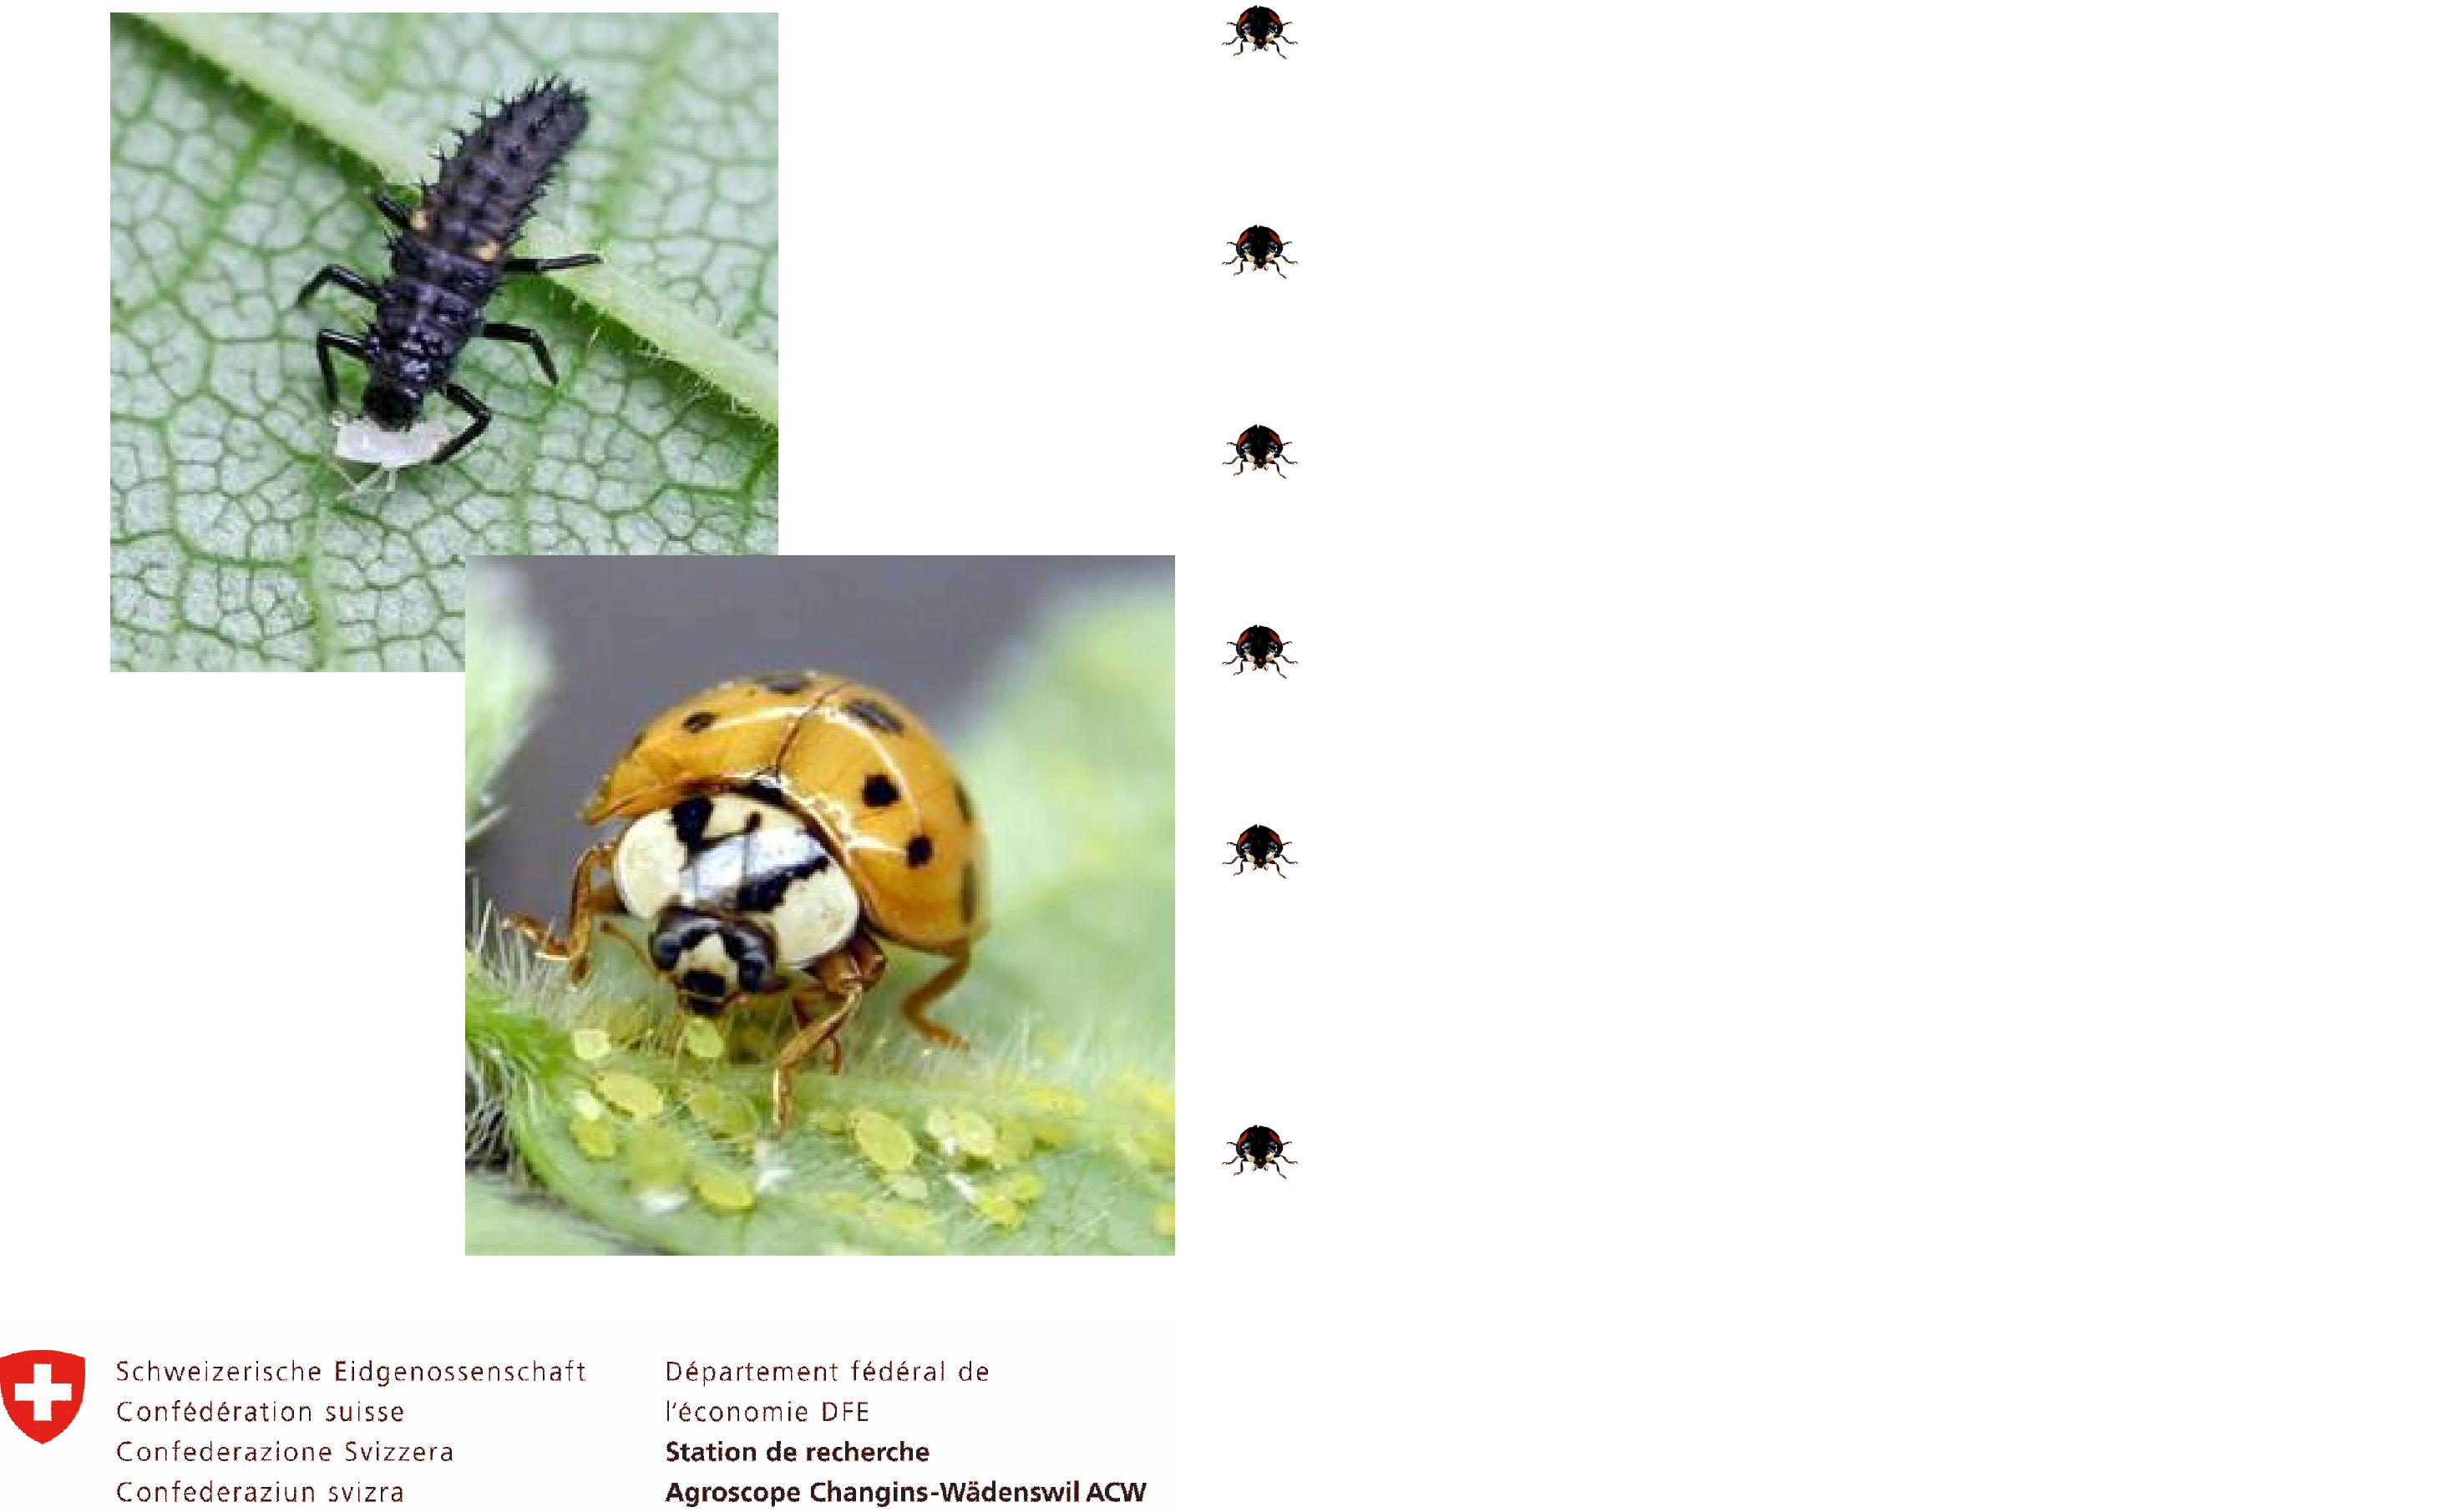 Schweizerische Eidgenossenschaft
Confédération suisse
Confederazione Svizzera
Confederaziun svizra
Département fédéral de
l'économie DFE
Station de recherche
Agroscope Changins-Wädenswil ACW